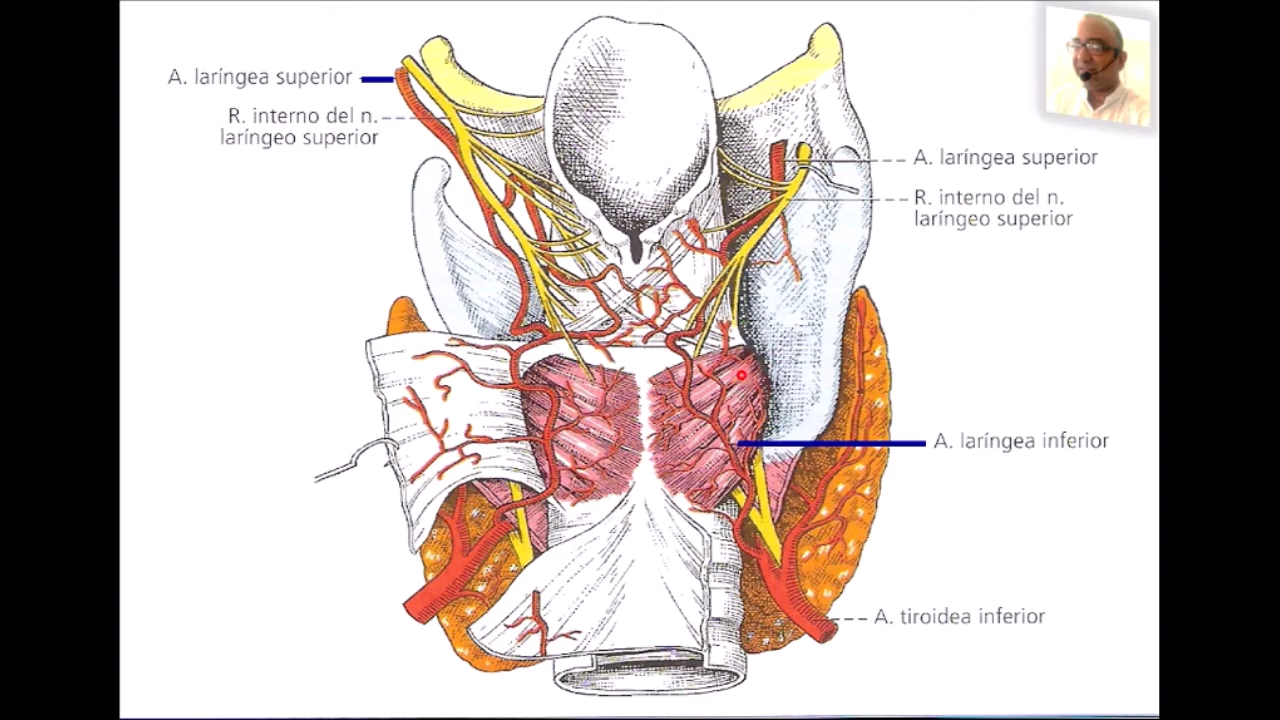 A. laríngea superior
R. interno del n.
laríngeo superior
A. laríngea superior
R. interno del n.
laríngeo superior
A. laríngea inferior
A. tiroidea inferior